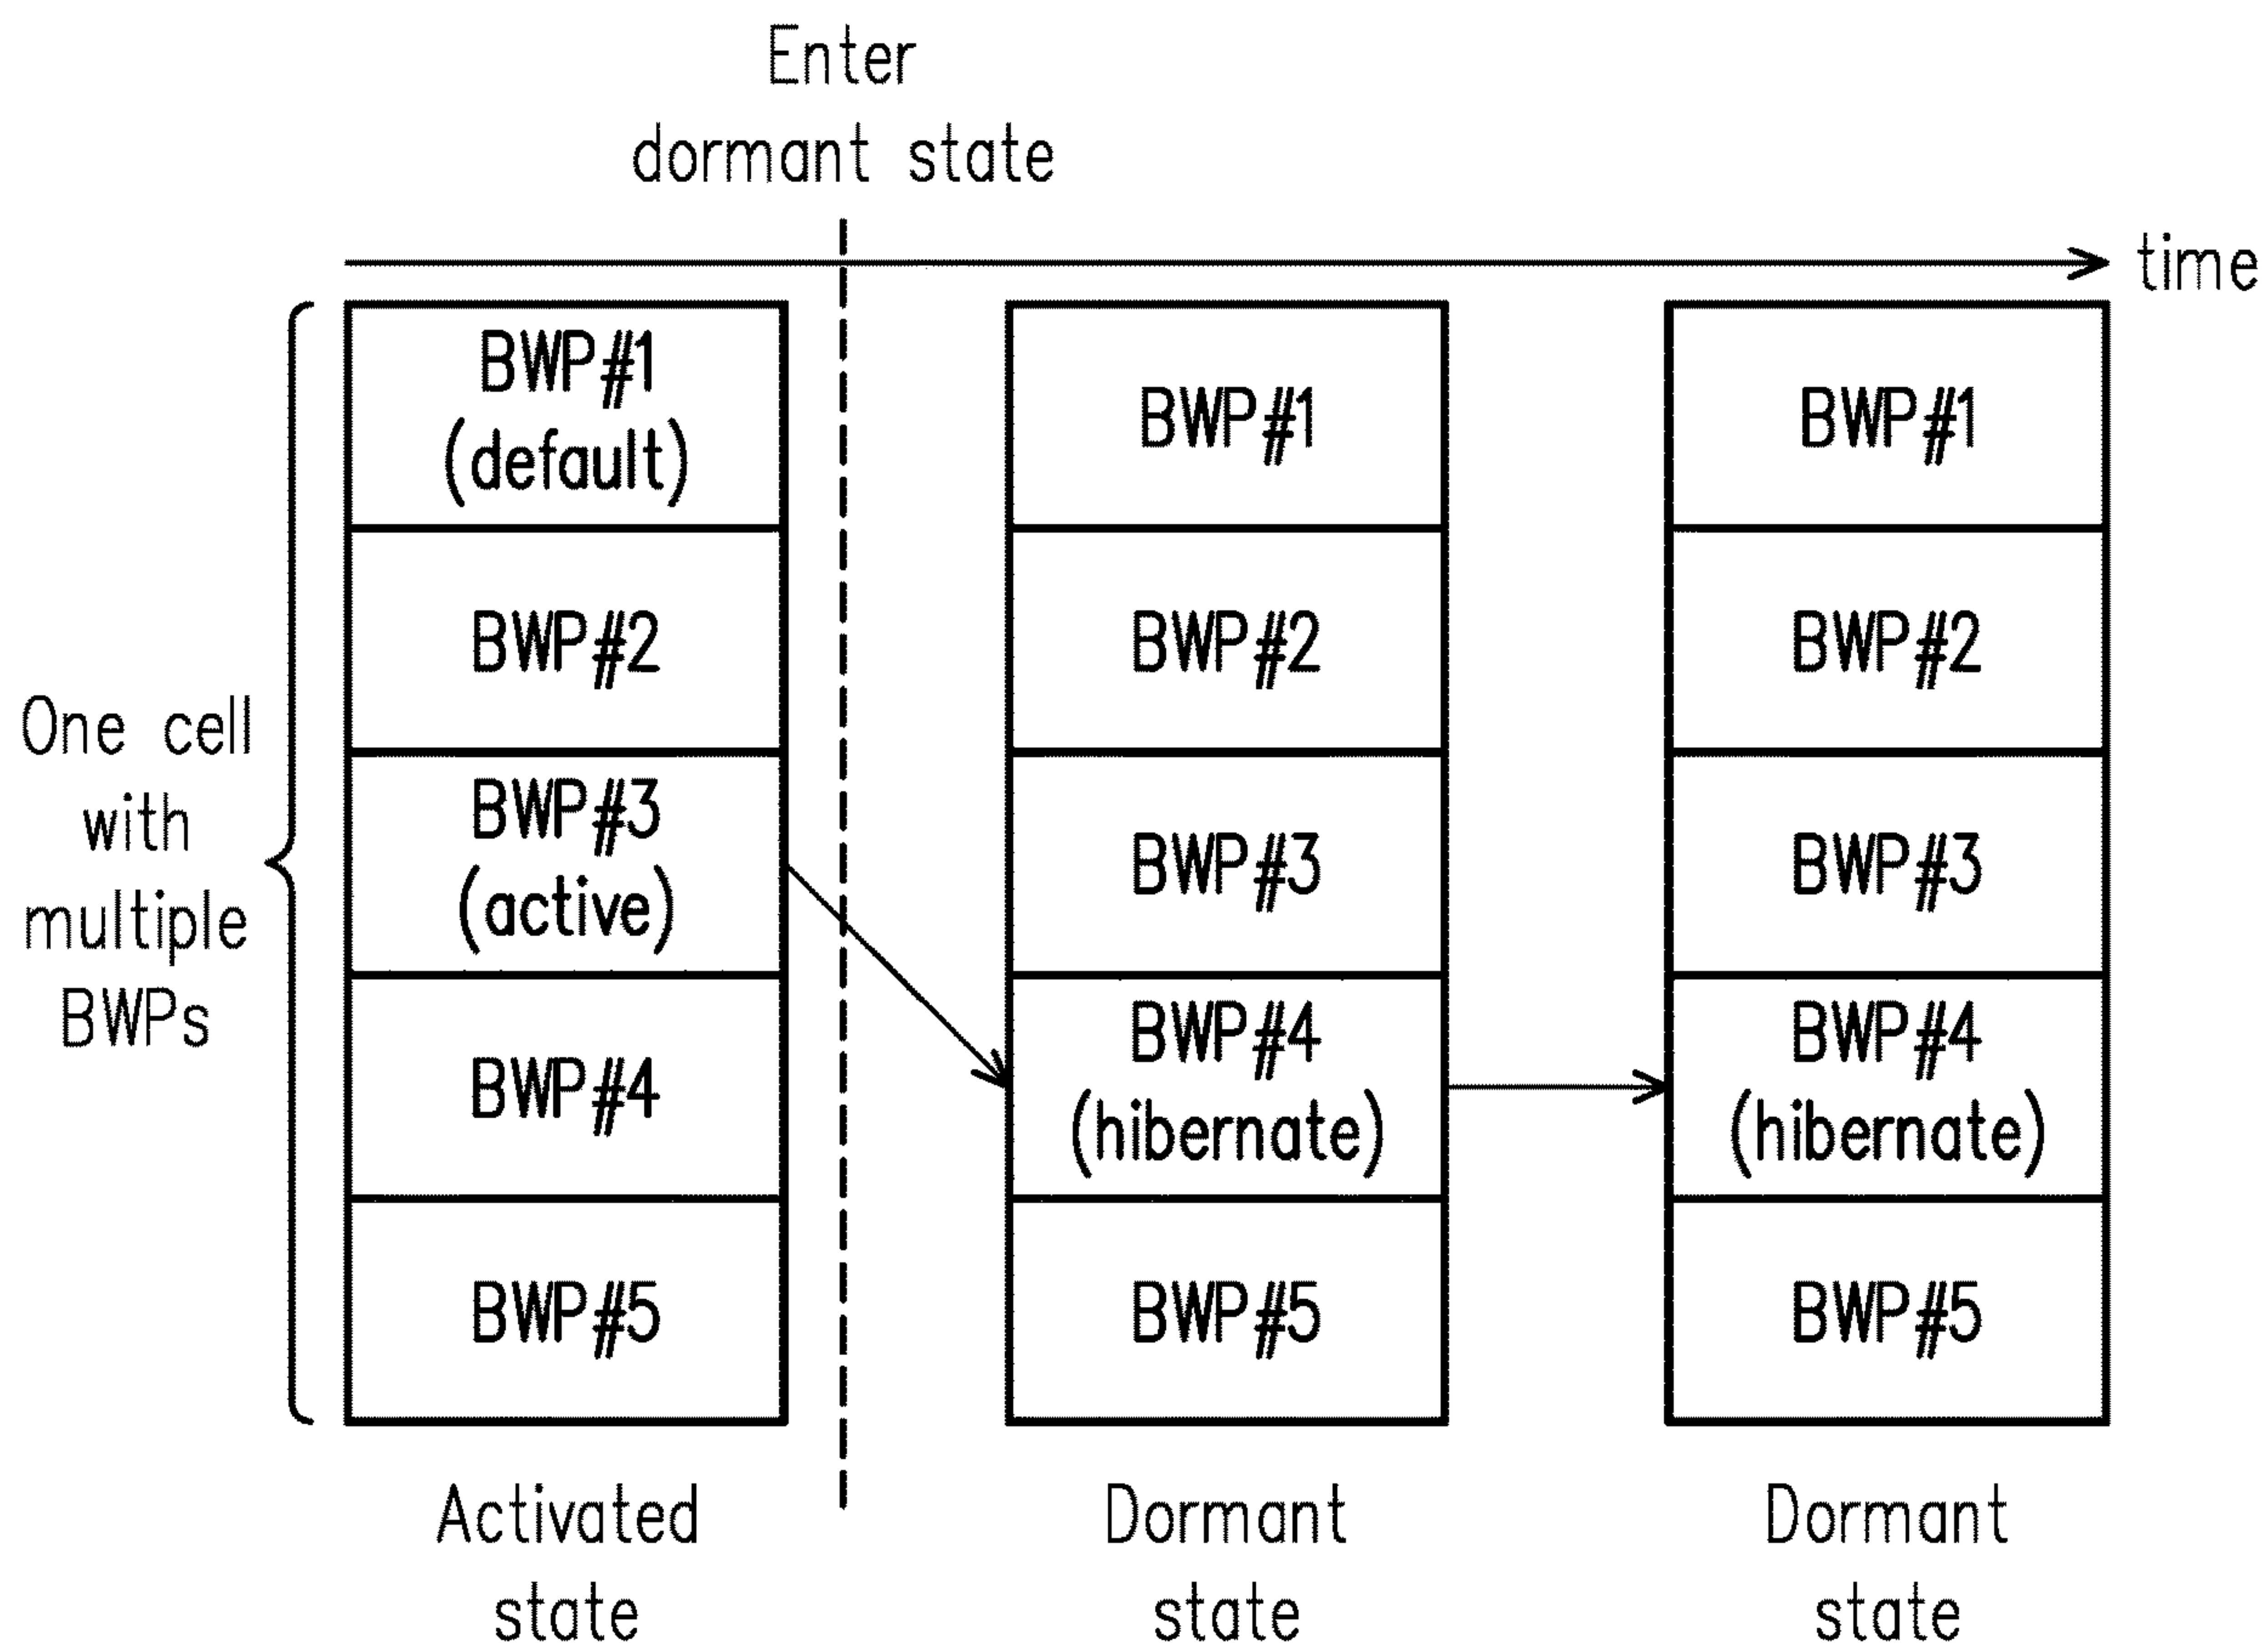 Enter
dormant state
time
One cell
with
multiple
BWPs
BWP#1
(default)
BWP#2
BWP#3
(active)
BWP#4
BWP#5
Activated
state
BWP#1
BWP#2
BWP#3
BWP#4
(hibernate)
BWP#5
Dormant
state
BWP#1
BWP#2
BWP#3
BWP#4
(hibernate)
BWP#5
Dormant
state